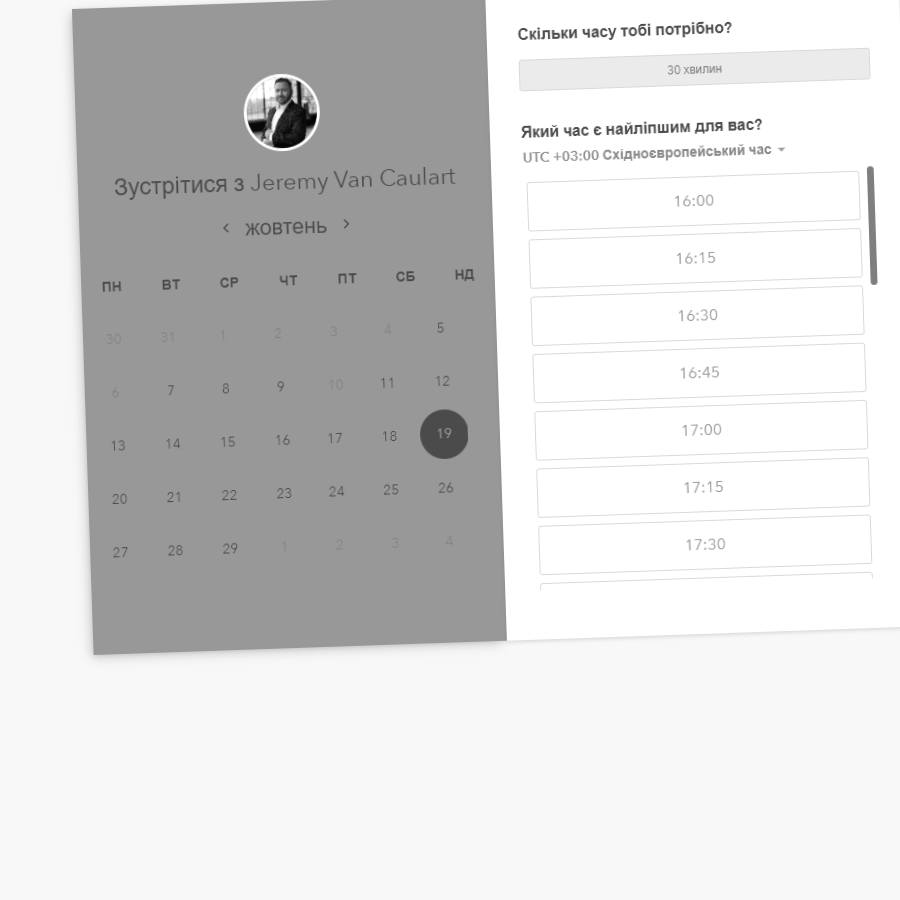 Зустрітися з Jeremy Van Caulart
‹ жовтень ›
ПН ВТ СР ЧТ ПТ СБ НД
30 31 1 2 3 4 5
6 7 8 9 10 11 12
13 14 15 16 17 18 19
20 21 22 23 24 25 26
27 28 29 1 2 3 4
Скільки часу тобі потрібно?
30 хвилин
Який час є найліпшим для вас?
UTC +03:00 Східноєвропейський час
16:00
16:15
16:30
16:45
17:00
17:15
17:30